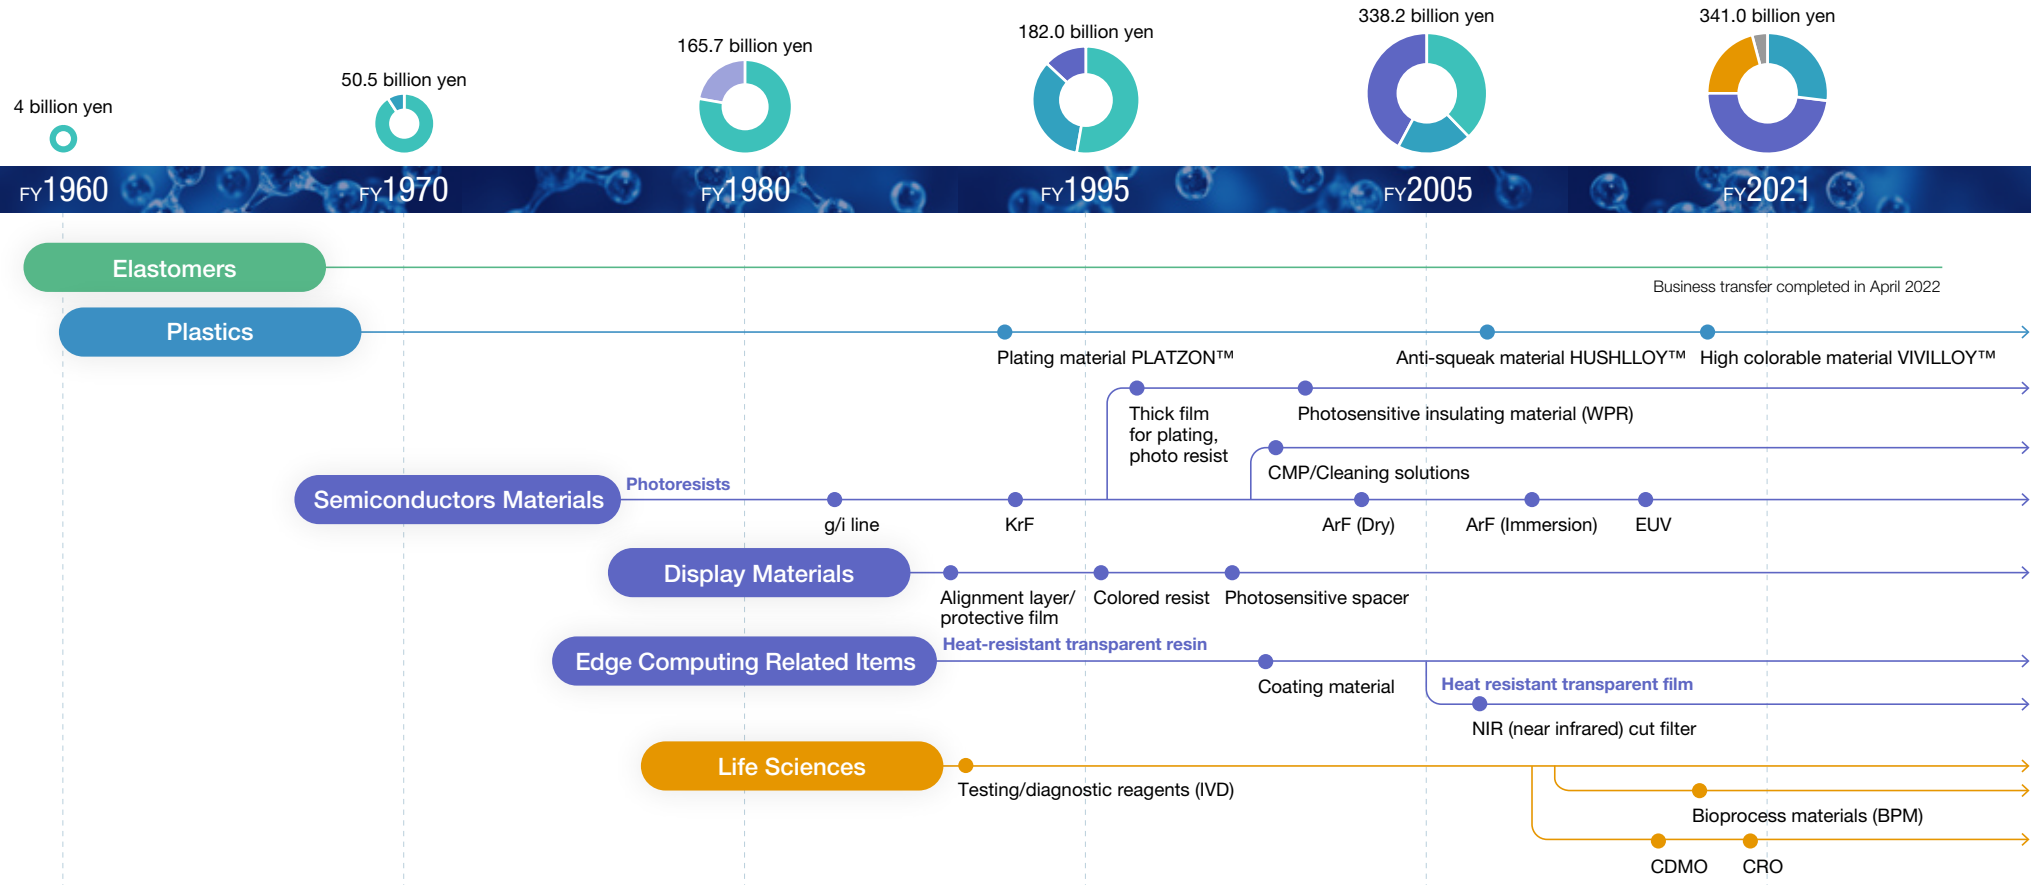 4 billion yen
50.5 billion yen
165.7 billion yen
182.0 billion yen
338.2 billion yen
341.0 billion yen
FY1960
FY1970
FY1980
FY1995
FY2005
FY2021
Elastomers
Business transfer completed in April 2022
Plastics
Plating material PLATZON™
Anti-squeak material HUSHLLOY™
High colorable material VIVILLOY™
Thick film
for plating,
photo resist
Photosensitive insulating material (WPR)
CMP/Cleaning solutions
Semiconductors Materials
Photoresists
g/i line
KrF
ArF (Dry)
ArF (Immersion)
EUV
Display Materials
Alignment layer/
protective film
Colored resist
Photosensitive spacer
Edge Computing Related Items
Heat-resistant transparent resin
Coating material
Heat resistant transparent film
NIR (near infrared) cut filter
Life Sciences
Testing/diagnostic reagents (IVD)
Bioprocess materials (BPM)
CDMO
CRO